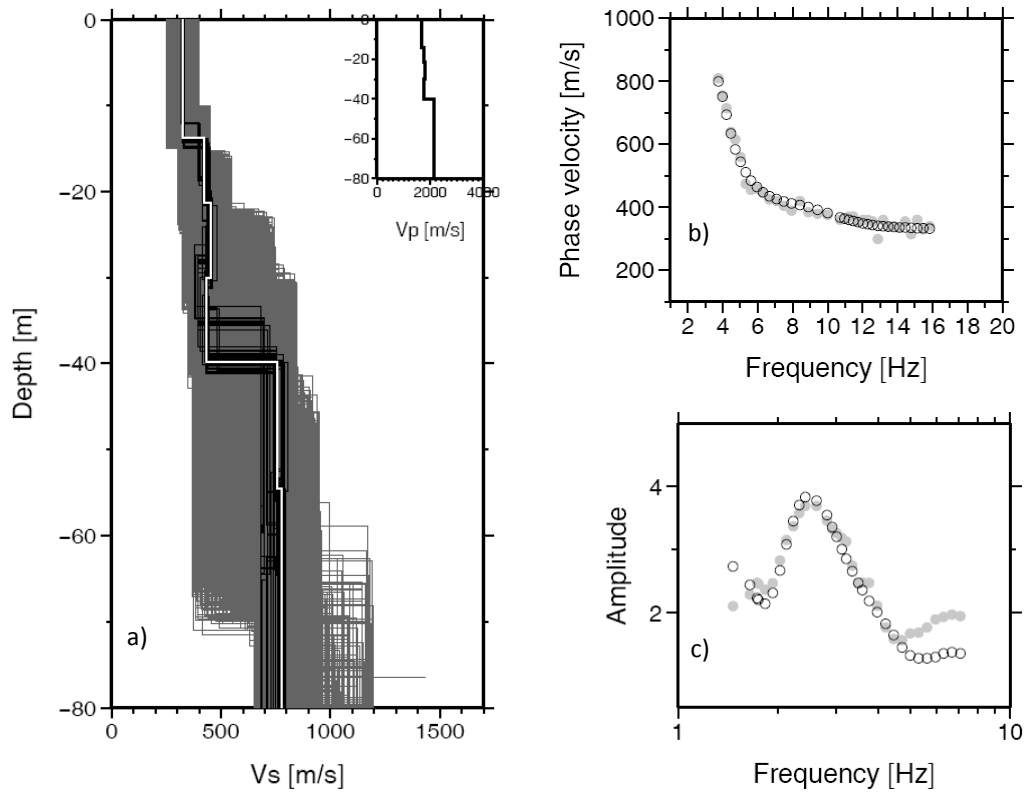 0
−20
−40
−60
−80
Depth [m]
0
500
1000
1500
Vs [m/s]
a)
−20
−40
−60
−80
0
2000
4000
Vp [m/s]
1000
800
600
400
200
Phase velocity [m/s]
b)
2 4 6 8 10 12 14 16 18 20
Frequency [Hz]
4
2
Amplitude
c)
1
10
Frequency [Hz]